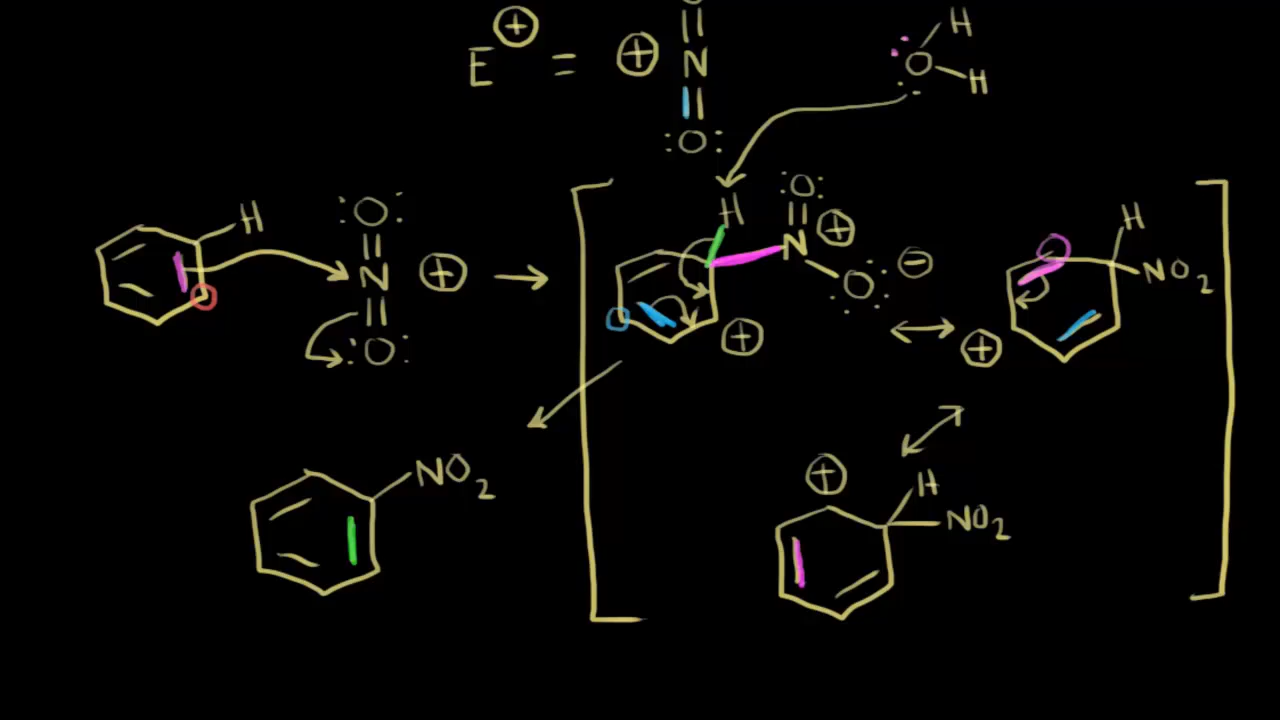 O
H
E⊕ = ⊕ N
:O
H
:O:
H
:O:
:O:
H
H
H
N ⊕
N ⊕
O: ⊖
NO₂
:O:
⊕
⊕
⊕
H
NO₂
NO₂